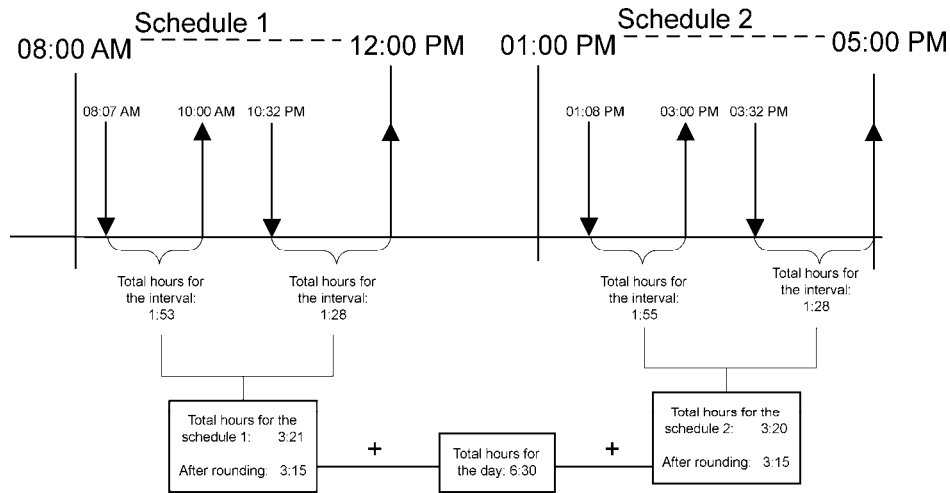 Schedule 1
08:00 AM
12:00 PM
Schedule 2
01:00 PM
05:00 PM
08:07 AM
10:00 AM
10:32 PM
01:08 PM
03:00 PM
03:32 PM
Total hours for
the interval:
1:53
Total hours for
the interval:
1:28
Total hours for
the interval:
1:55
Total hours for
the interval:
1:28
Total hours for the
schedule 1: 3:21
After rounding: 3:15
+
Total hours for
the day: 6:30
+
Total hours for the
schedule 2: 3:20
After rounding: 3:15